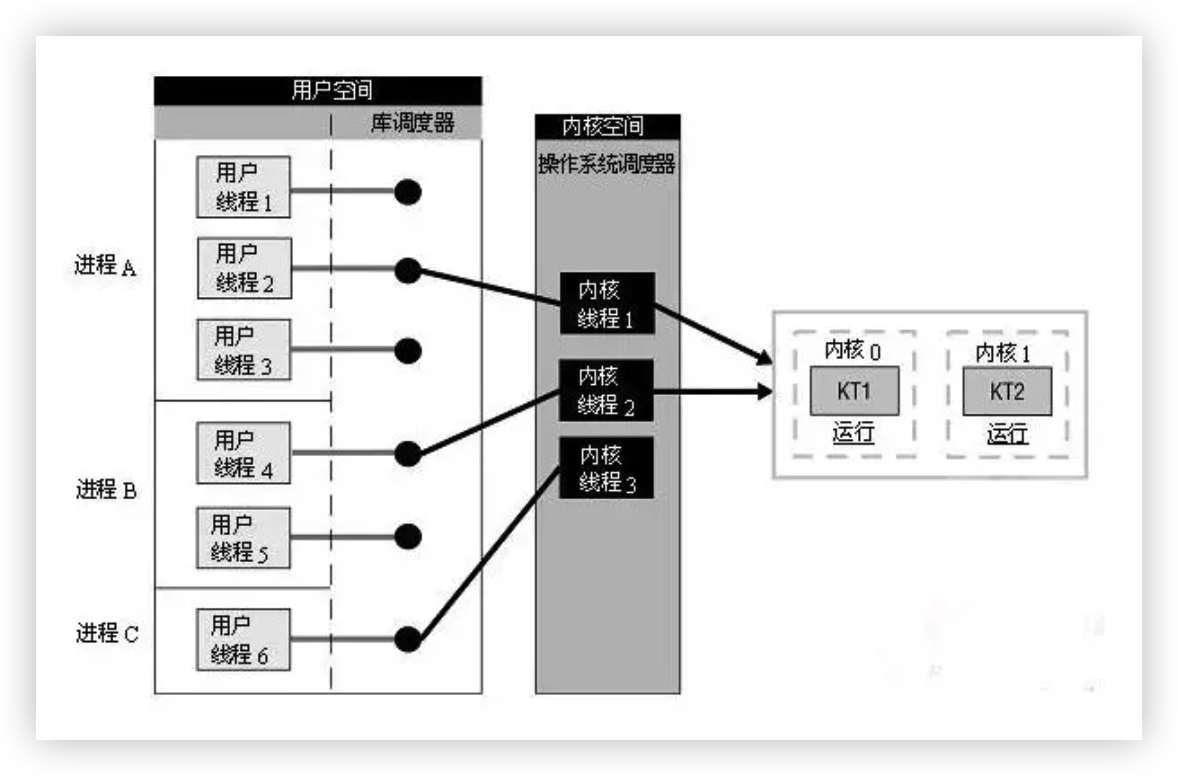 用户空间
库调度器
内核空间
操作系统调度器
进程A
用户
线程1
用户
线程2
用户
线程3
进程B
用户
线程4
用户
线程5
进程C
用户
线程6
内核
线程1
内核
线程2
内核
线程3
内核0
KT1
运行
内核1
KT2
运行